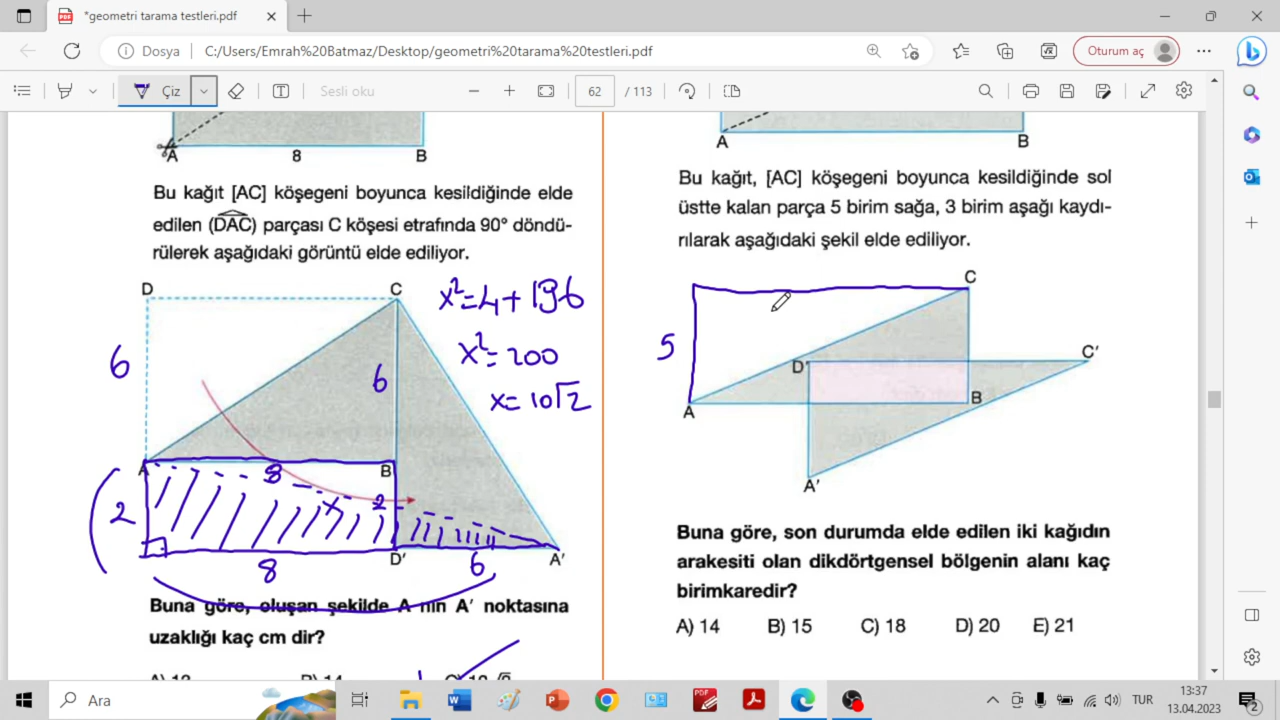 *geometri tarama testleri.pdf
Dosya
C:/Users/Emrah%20Batmaz/Desktop/geometri%20tarama%20testleri.pdf
Oturum aç
Çiz
Sesli oku
62 / 113
A
8
B
Bu kağıt [AC] köşegeni boyunca kesildiğinde elde
edilen (DAC) parçası C köşesi etrafında 90° döndü-
rülerek aşağıdaki görüntü elde ediliyor.
D
C
6
6
A
8
B
2
x
2
8
D'
6
A'
x²=4+196
x²=200
x=10√2
Buna göre, oluşan şekilde A nın A' noktasına
uzaklığı kaç cm dir?
A
B
Bu kağıt, [AC] köşegeni boyunca kesildiğinde sol
üstte kalan parça 5 birim sağa, 3 birim aşağı kaydı-
rılarak aşağıdaki şekil elde ediliyor.
C
5
D'
C'
A
B
A'
Buna göre, son durumda elde edilen iki kağıdın
arakesiti olan dikdörtgensel bölgenin alanı kaç
birimkaredir?
A) 14 B) 15 C) 18 D) 20 E) 21
Ara
TUR
13:37
13.04.2023